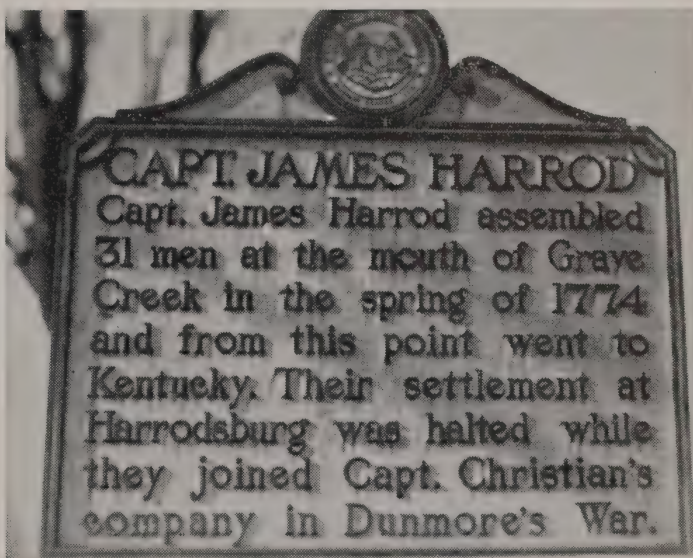 CAPT. JAMES HARROD
Capt. James Harrod assembled
31 men at the mouth of Grave
Creek in the spring of 1774
and from this point went to
Kentucky. Their settlement at
Harrodsburg was halted while
they joined Capt. Christian's
company in Dunmore's War.